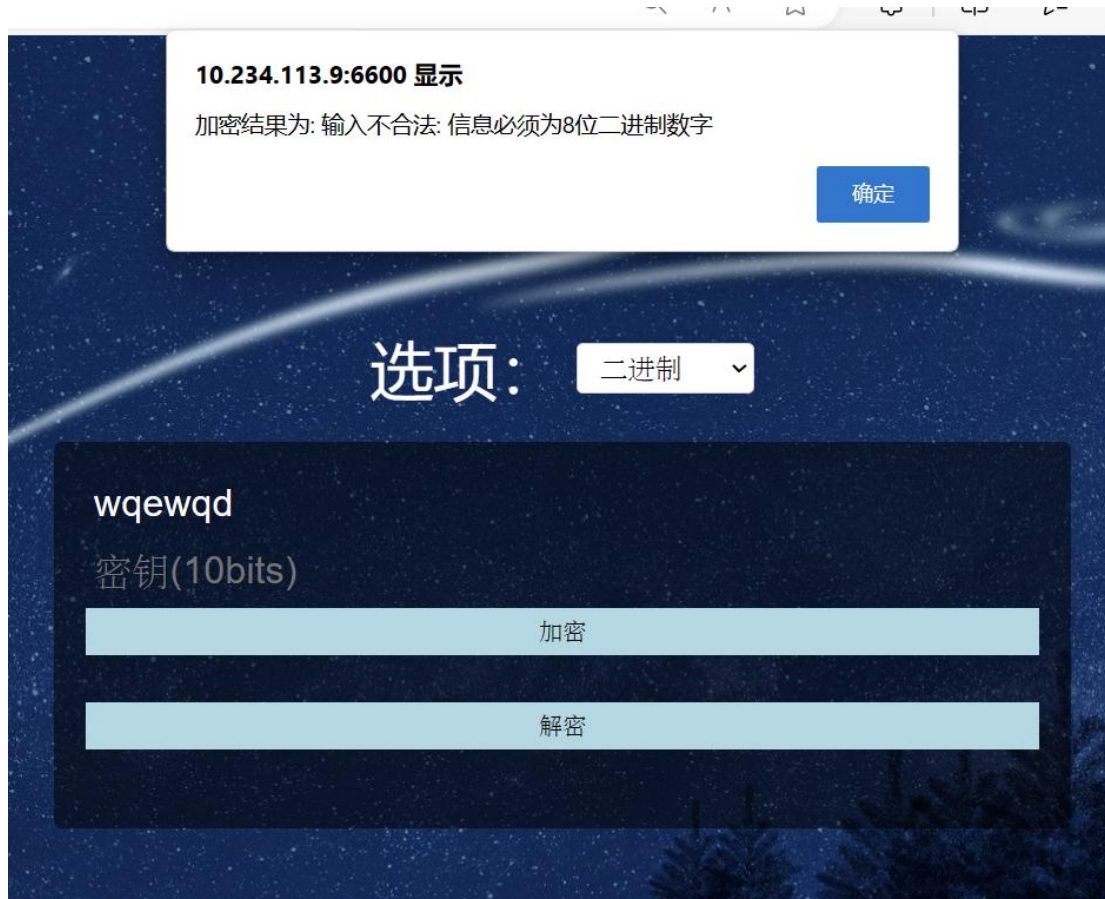 10.234.113.9:6600 显示
加密结果为: 输入不合法: 信息必须为8位二进制数字
确定
选项： 二进制
wqewqd
密钥(10bits)
加密
解密